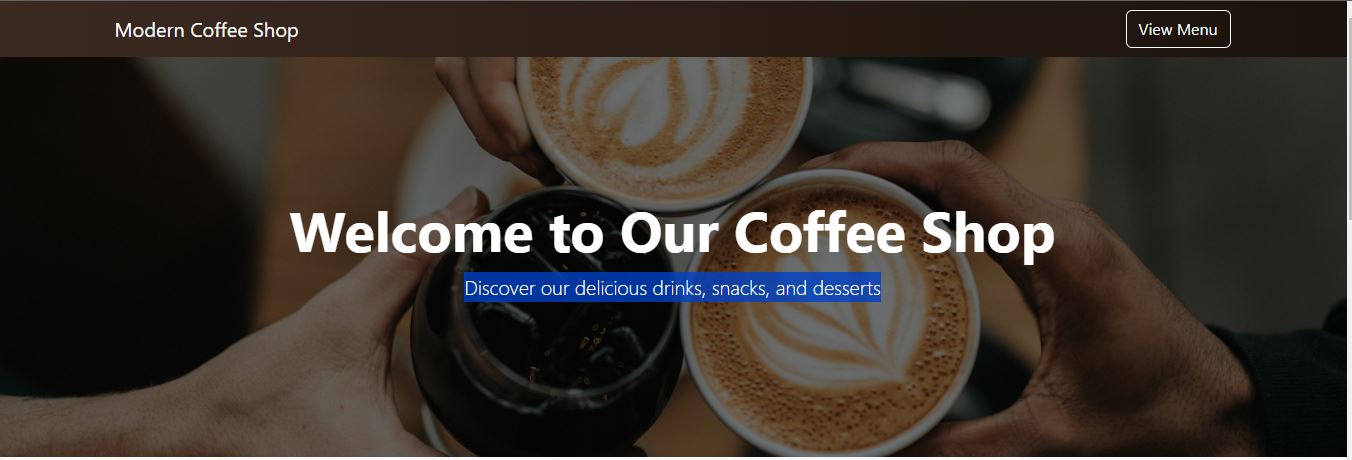 Modern Coffee Shop
View Menu
Welcome to Our Coffee Shop
Discover our delicious drinks, snacks, and desserts